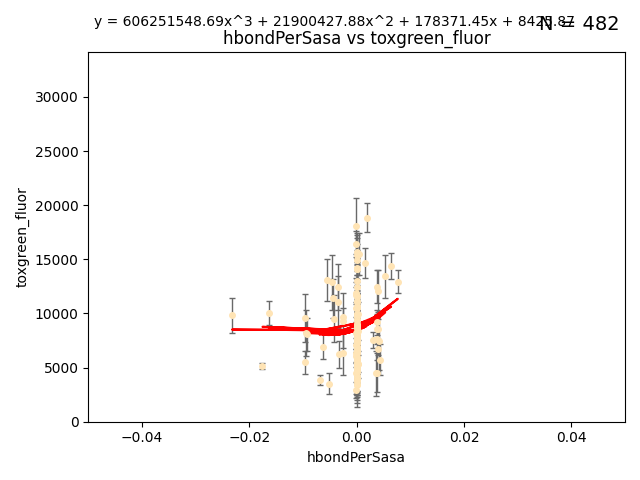 y = 606251548.69x^3 + 21900427.88x^2 + 178371.45x + 8425.87
N = 482
hbondPerSasa vs toxgreen_fluor
30000
25000
20000
15000
10000
5000
0
toxgreen_fluor
−0.04
−0.02
0.00
0.02
0.04
hbondPerSasa